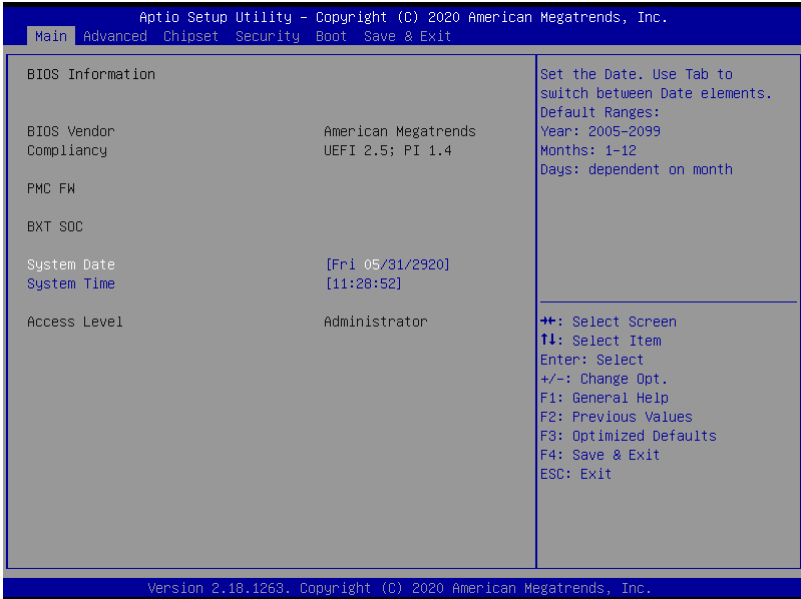 Aptio Setup Utility – Copyright (C) 2020 American Megatrends, Inc.
Main Advanced Chipset Security Boot Save & Exit
BIOS Information
BIOS Vendor American Megatrends
Compliancy UEFI 2.5; PI 1.4
PMC FW
BXT SOC
System Date [Fri 05/31/2920]
System Time [11:28:52]
Access Level Administrator
Set the Date. Use Tab to
switch between Date elements.
Default Ranges:
Year: 2005-2099
Months: 1-12
Days: dependent on month
→←: Select Screen
↑↓: Select Item
Enter: Select
+/-: Change Opt.
F1: General Help
F2: Previous Values
F3: Optimized Defaults
F4: Save & Exit
ESC: Exit
Version 2.18.1263. Copyright (C) 2020 American Megatrends, Inc.